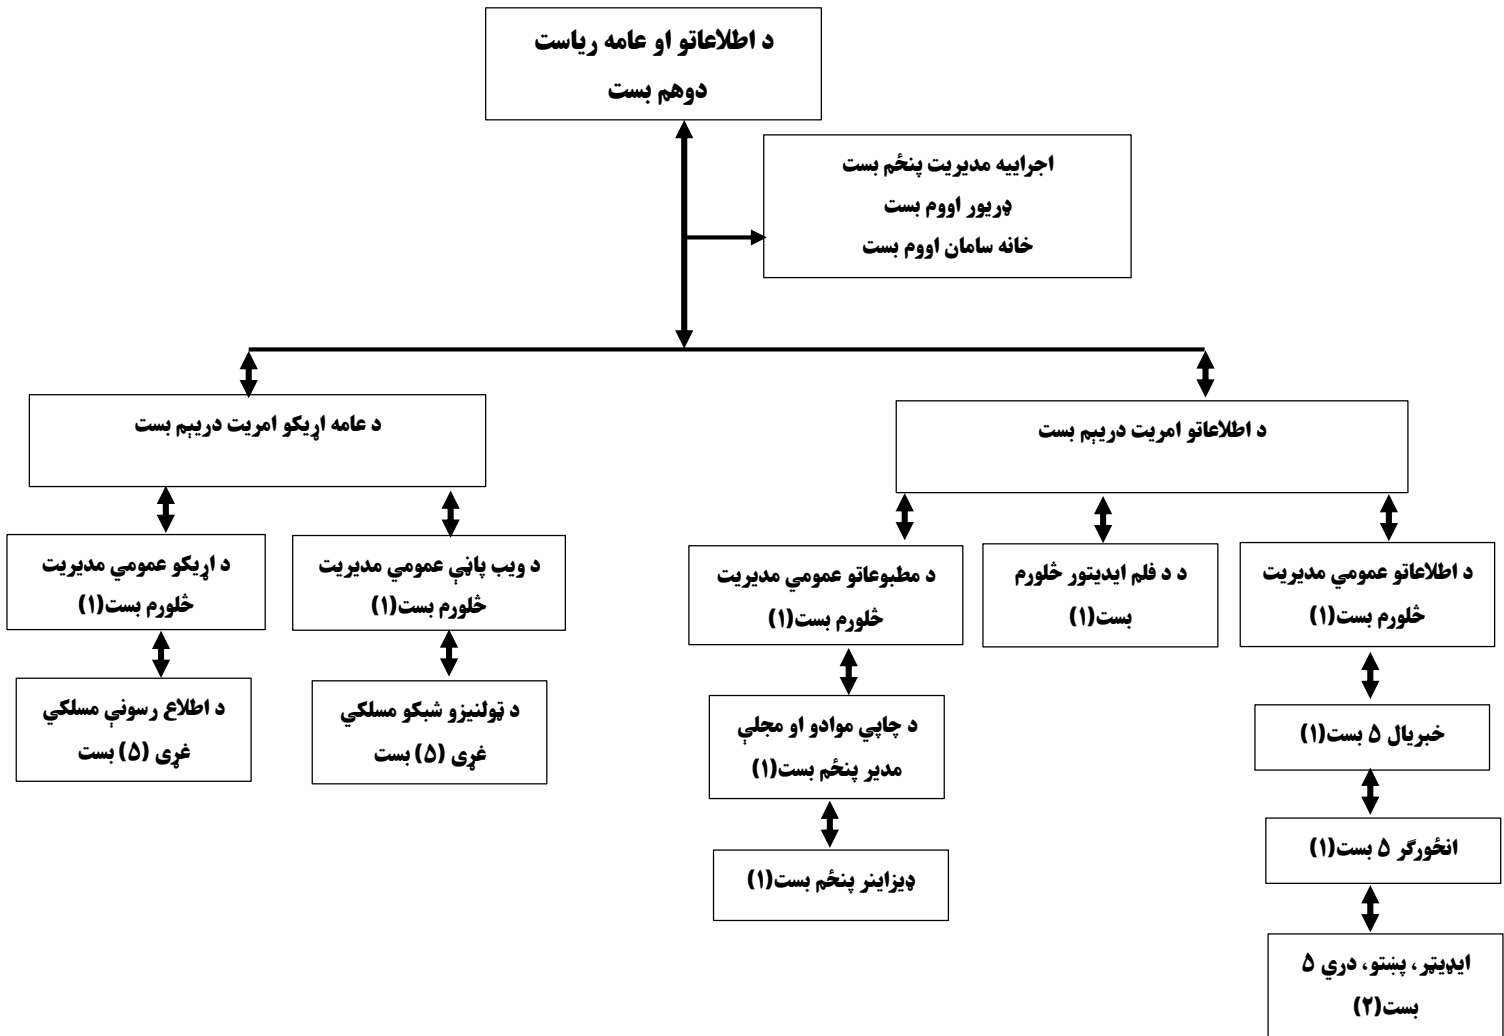 د اطلاعاتو او عامه ریاست
دوهم بست
اجراییه مدیریت پنځم بست
ډریور اووم بست
خانه سامان اووم بست
د اطلاعاتو امریت دریېم بست
د عامه اړیکو امریت دریېم بست
د اطلاعاتو عمومي مدیریت
څلورم بست(۱)
د د فلم ایدیتور څلورم
بست(۱)
د مطبوعاتو عمومي مدیریت
څلورم بست(۱)
د ویب پاڼې عمومي مدیریت
څلورم بست(۱)
د اړیکو عمومي مدیریت
څلورم بست(۱)
خبریال ۵ بست(۱)
د چاپي موادو او مجلې
مدیر پنځم بست(۱)
د ټولنیزو شبکو مسلکي
غړی (۵) بست
د اطلاع رسونې مسلکي
غړی (۵) بست
انځورګر ۵ بست(۱)
ډیزاینر پنځم بست(۱)
ایډیټر، پښتو، دري ۵
بست(۲)